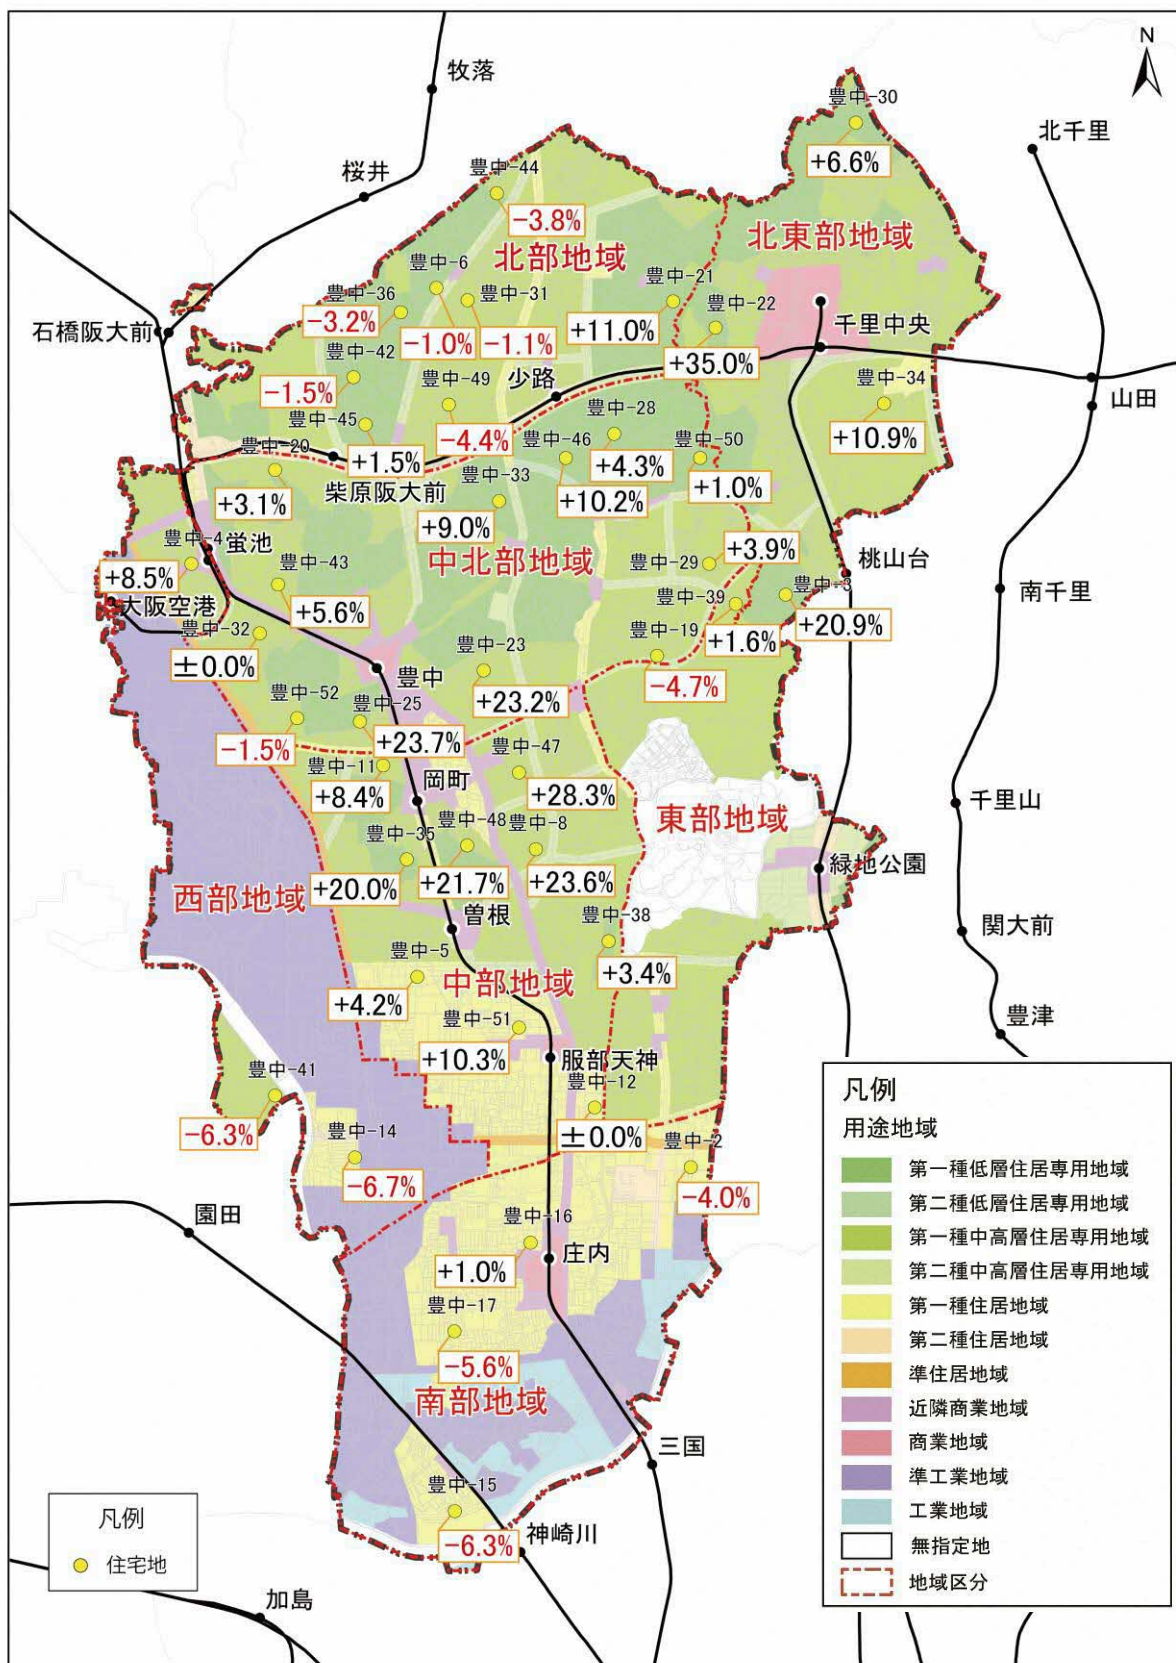 N
牧落
豊中-30
北千里
+6.6%
桜井
豊中-44
-3.8%
北東部地域
北部地域
豊中-6
豊中-36
豊中-31
豊中-21
豊中-22
石橋阪大前
-3.2%
-1.0%
-1.1%
+11.0%
千里中央
豊中-42
+35.0%
豊中-49
少路
豊中-34
-1.5%
山田
豊中-45
豊中-28
-4.4%
豊中-46
豊中-50
+10.9%
豊中-20
+1.5%
+4.3%
柴原阪大前
豊中-33
+3.1%
+10.2%
+1.0%
+9.0%
豊中-4
蛍池
+3.9%
豊中-43
中北部地域
豊中-29
桃山台
+8.5%
豊中-3
南千里
大阪空港
+5.6%
豊中-39
+20.9%
豊中-32
豊中-19
+1.6%
±0.0%
豊中
豊中-23
-4.7%
豊中-52
豊中-25
+23.2%
-1.5%
+23.7%
豊中-47
豊中-11
+8.4%
岡町
+28.3%
千里山
東部地域
豊中-48
豊中-8
豊中-35
緑地公園
西部地域
+20.0%
+21.7%
+23.6%
曽根
豊中-38
関大前
豊中-5
+3.4%
中部地域
+4.2%
豊中-51
豊津
+10.3%
服部天神
豊中-41
豊中-12
-6.3%
豊中-14
±0.0%
豊中-2
-6.7%
-4.0%
園田
豊中-16
庄内
+1.0%
豊中-17
-5.6%
南部地域
三国
豊中-15
神崎川
-6.3%
加島
凡例
住宅地
凡例
用途地域
第一種低層住居専用地域
第二種低層住居専用地域
第一種中高層住居専用地域
第二種中高層住居専用地域
第一種住居地域
第二種住居地域
準住居地域
近隣商業地域
商業地域
準工業地域
工業地域
無指定地
地域区分